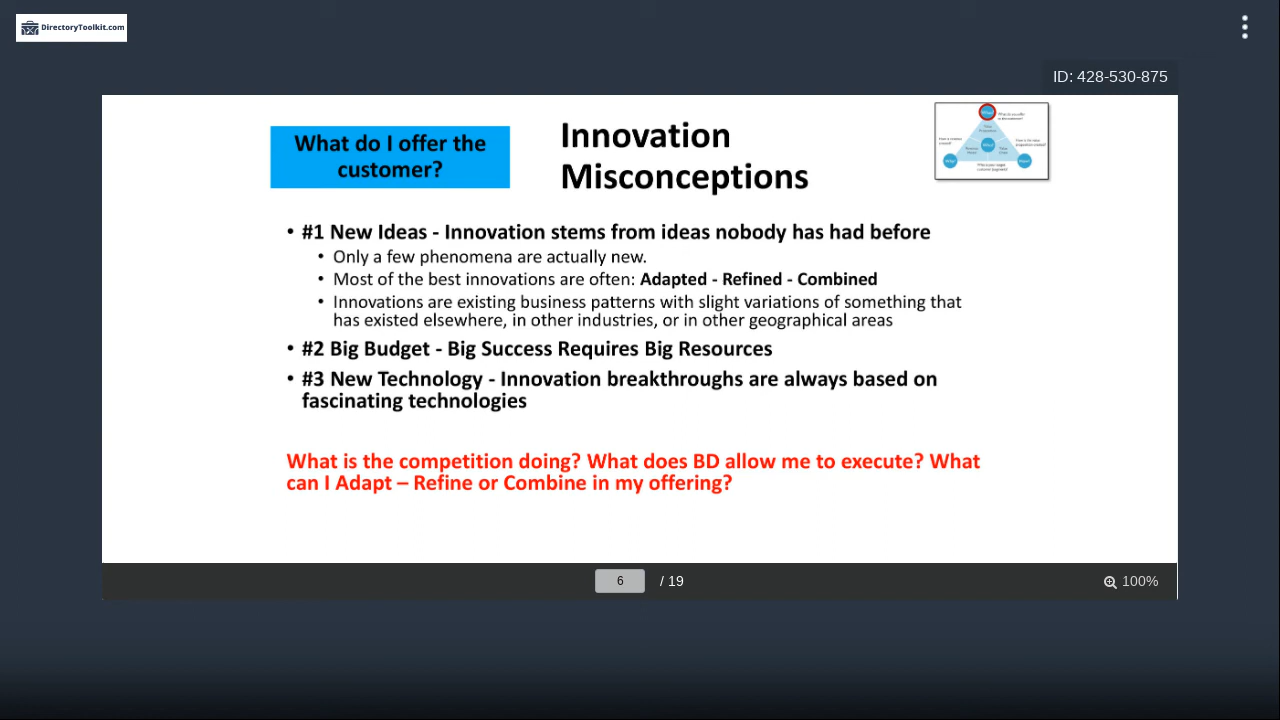 DirectoryToolkit.com
ID: 428-530-875
What do I offer the
customer?
Innovation
Misconceptions
• #1 New Ideas - Innovation stems from ideas nobody has had before
• Only a few phenomena are actually new.
• Most of the best innovations are often: Adapted - Refined - Combined
• Innovations are existing business patterns with slight variations of something that
has existed elsewhere, in other industries, or in other geographical areas
• #2 Big Budget - Big Success Requires Big Resources
• #3 New Technology - Innovation breakthroughs are always based on
fascinating technologies
What is the competition doing? What does BD allow me to execute? What
can I Adapt – Refine or Combine in my offering?
6 / 19
100%